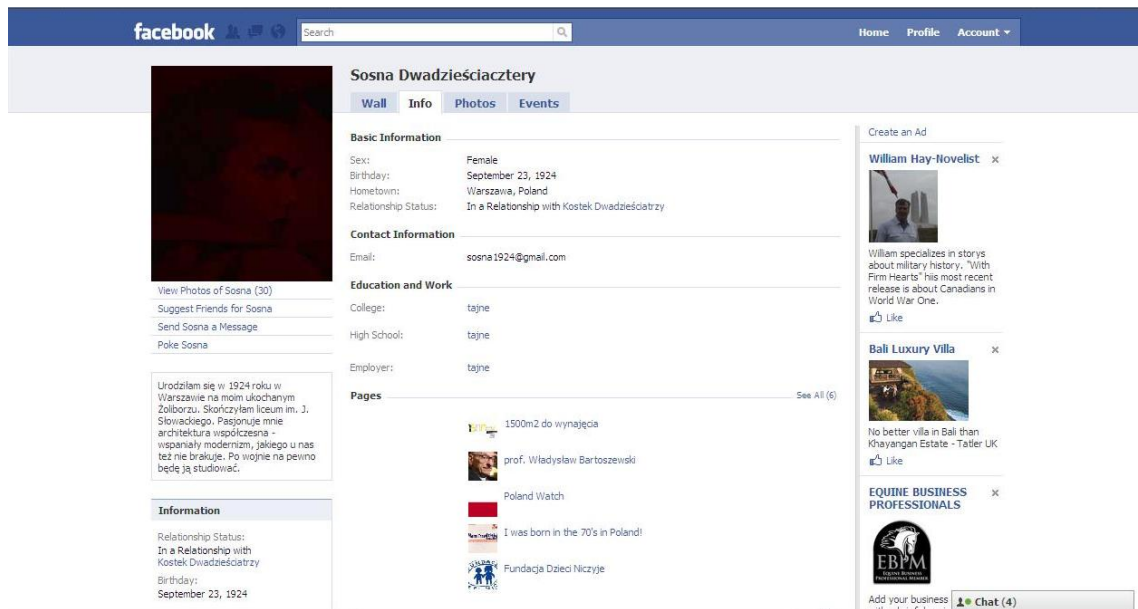 facebook
Search
Home Profile Account
Sosna Dwadzieściacztery
Wall Info Photos Events
Basic Information
Sex: Female
Birthday: September 23, 1924
Hometown: Warszawa, Poland
Relationship Status: In a Relationship with Kostek Dwadzieściatrzy
Contact Information
Email: sosna1924@gmail.com
Education and Work
College: tajne
High School: tajne
Employer: tajne
Pages See All (6)
1500m2 do wynajęcia
prof. Władysław Bartoszewski
Poland Watch
I was born in the 70's in Poland!
Fundacja Dzieci Niczyje
View Photos of Sosna (30)
Suggest Friends for Sosna
Send Sosna a Message
Poke Sosna
Urodziłam się w 1924 roku w
Warszawie na moim ukochanym
Żoliborzu. Skończyłam liceum im. J.
Słowackiego. Pasjonuje mnie
architektura współczesna -
wspaniały modernizm, jakiego u nas
też nie brakuje. Po wojnie na pewno
będę ją studiować.
Information
Relationship Status:
In a Relationship with
Kostek Dwadzieściatrzy
Birthday:
September 23, 1924
Create an Ad
William Hay-Novelist
William specializes in storys
about military history. "With
Firm Hearts" his most recent
release is about Canadians in
World War One.
Like
Bali Luxury Villa
No better villa in Bali than
Khayangan Estate - Tatler UK
Like
EQUINE BUSINESS
PROFESSIONALS
EBPM
Add your business
Chat (4)